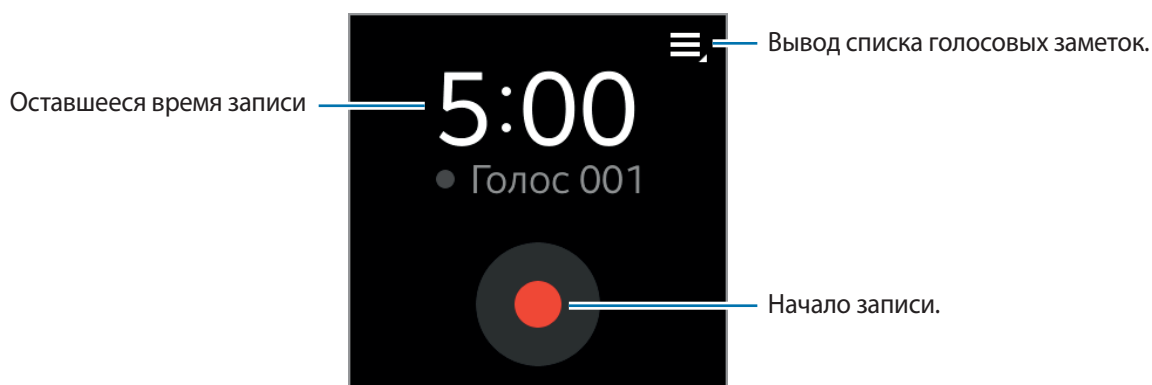 Вывод списка голосовых заметок.
Оставшееся время записи
5:00
Голос 001
Начало записи.